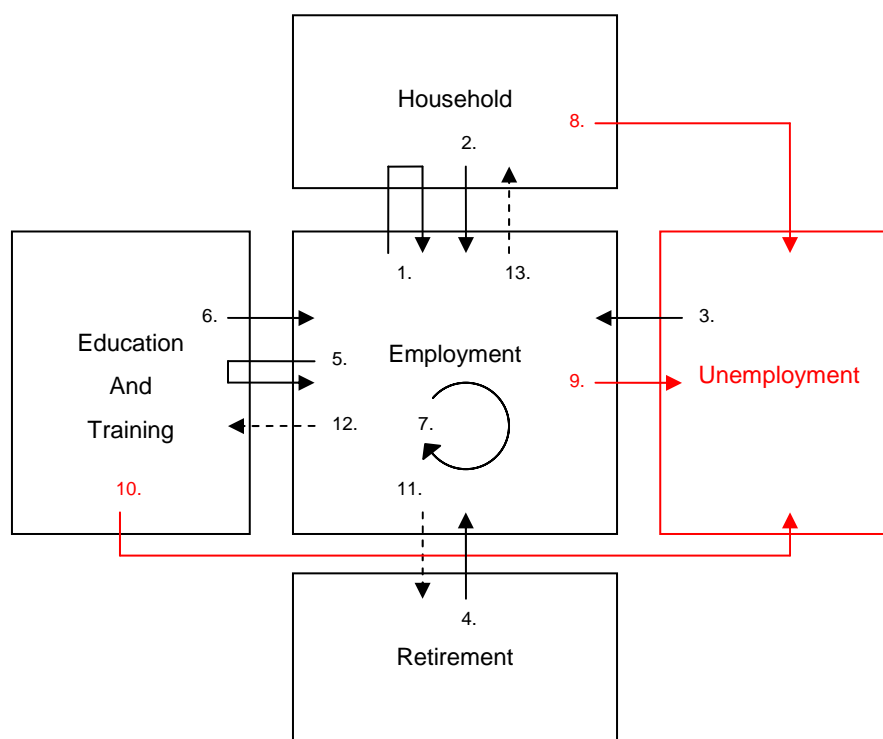 Household
8.
2.
1.
13.
6.
3.
Education
And
Training
5.
Employment
9.
Unemployment
12.
7.
10.
11.
4.
Retirement